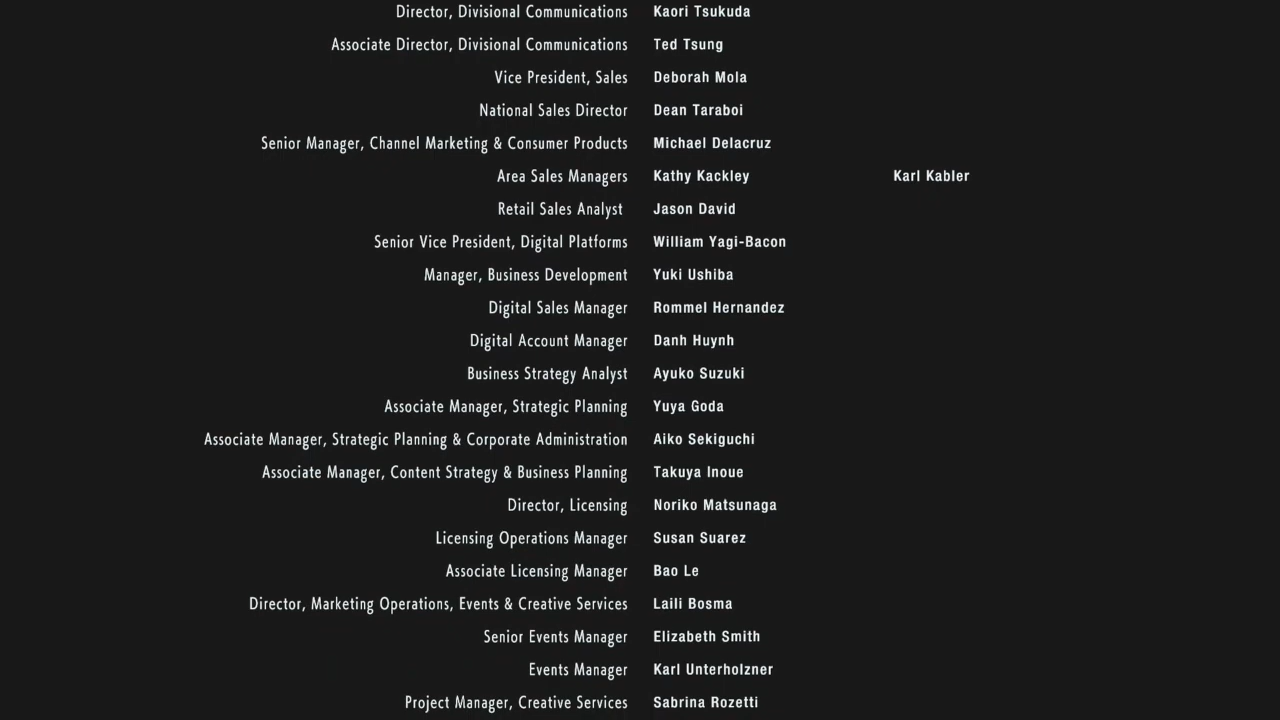 Director, Divisional Communications Kaori Tsukuda
Associate Director, Divisional Communications Ted Tsung
Vice President, Sales Deborah Mola
National Sales Director Dean Taraboi
Senior Manager, Channel Marketing & Consumer Products Michael Delacruz
Area Sales Managers Kathy Kackley Karl Kabler
Retail Sales Analyst Jason David
Senior Vice President, Digital Platforms William Yagi-Bacon
Manager, Business Development Yuki Ushiba
Digital Sales Manager Rommel Hernandez
Digital Account Manager Danh Huynh
Business Strategy Analyst Ayuko Suzuki
Associate Manager, Strategic Planning Yuya Goda
Associate Manager, Strategic Planning & Corporate Administration Aiko Sekiguchi
Associate Manager, Content Strategy & Business Planning Takuya Inoue
Director, Licensing Noriko Matsunaga
Licensing Operations Manager Susan Suarez
Associate Licensing Manager Bao Le
Director, Marketing Operations, Events & Creative Services Laili Bosma
Senior Events Manager Elizabeth Smith
Events Manager Karl Unterholzner
Project Manager, Creative Services Sabrina Rozetti